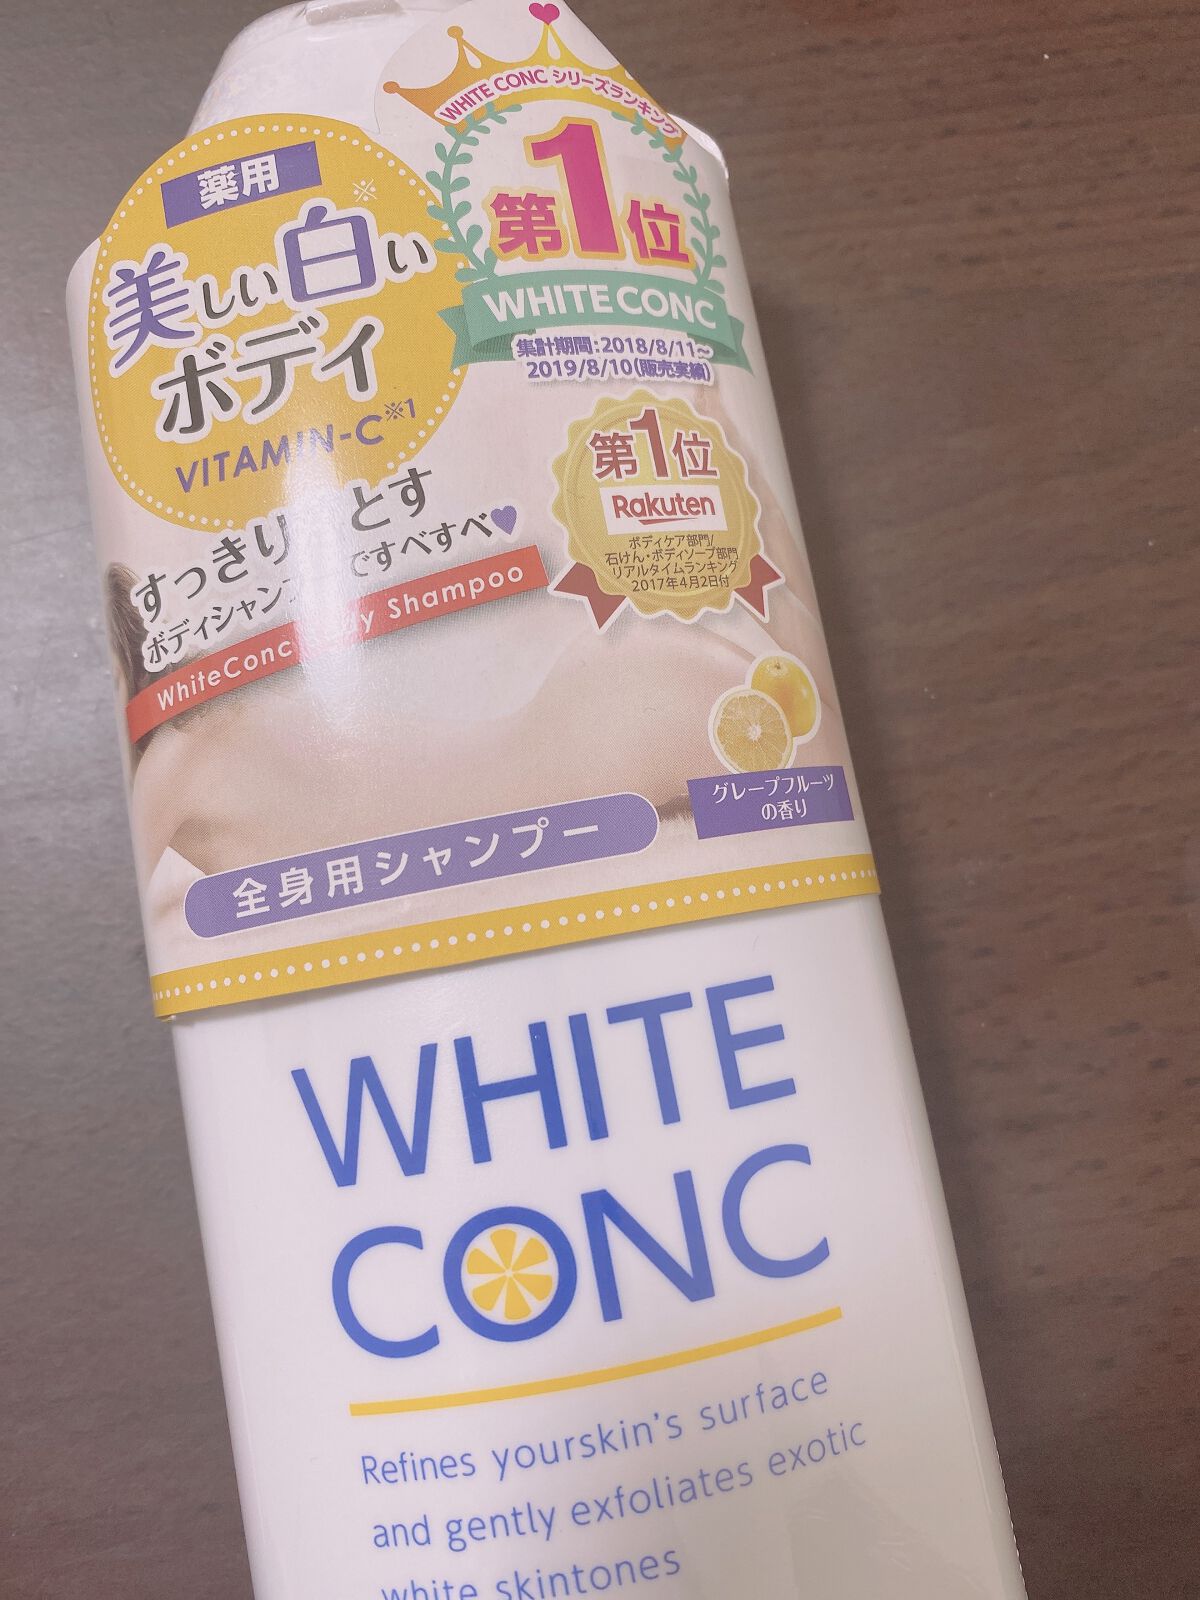 WHITE CONC シリーズランキング
第1位
WHITE CONC
集計期間:2018/8/11~
2019/8/10(販売実績)
薬用
美しい白い※
ボディ
VITAMIN-C※1
すっきり とす
ボディシャン ですべすべ♥
WhiteConc Shampoo
第1位
Rakuten
ボディケア部門/
石けん・ボディソープ部門
リアルタイムランキング
2017年4月2日付
グレープフルーツ
の香り
全身用シャンプー
WHITE
CONC
Refines yourskin's surface
and gently exfoliates exotic
white skintones